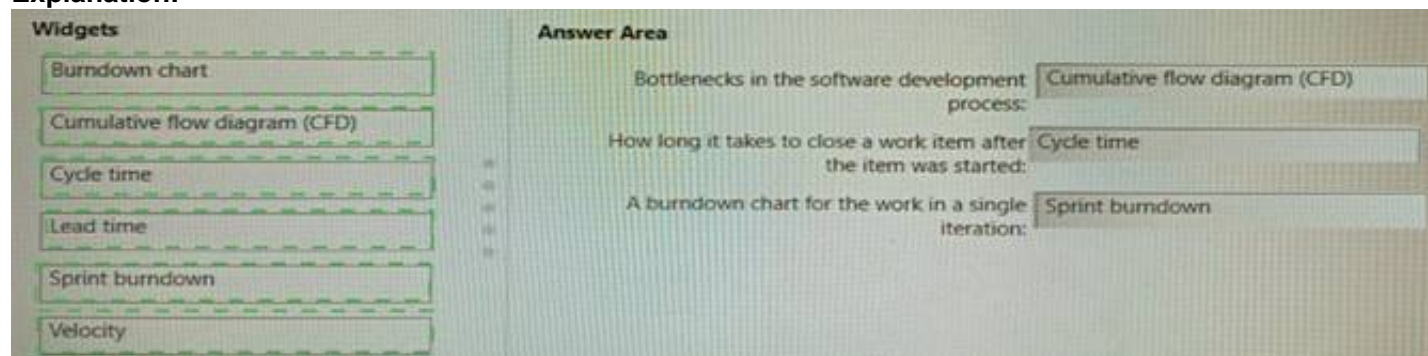 Explanation:
Widgets
Answer Area
Burndown chart
Cumulative flow diagram (CFD)
Cycle time
Lead time
Sprint burndown
Velocity
Bottlenecks in the software development
process:
Cumulative flow diagram (CFD)
How long it takes to close a work item after
the item was started:
Cycle time
A burndown chart for the work in a single
iteration:
Sprint burndown